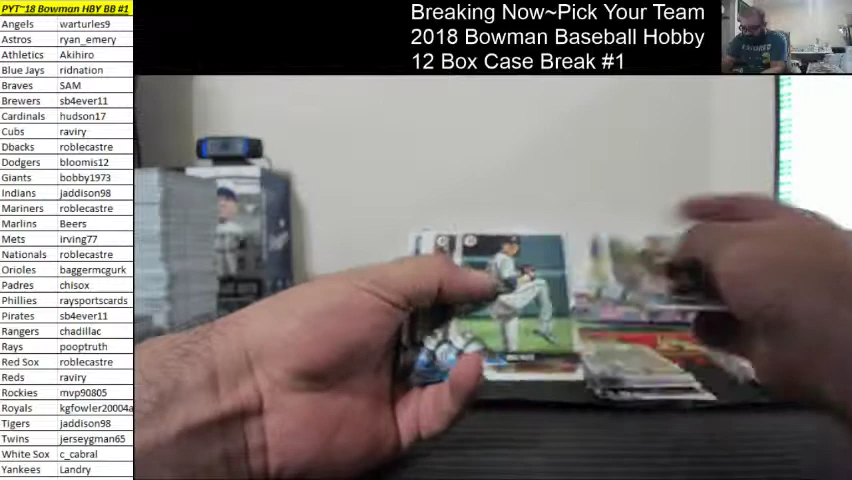 PYT~18 Bowman HBY BB #1
Angels warturles9
Astros ryan_emery
Athletics Akihiro
Blue Jays ridnation
Braves SAM
Brewers sb4ever11
Cardinals hudson17
Cubs raviry
Dbacks roblecastre
Dodgers bloomis12
Giants bobby1973
Indians jaddison98
Mariners roblecastre
Marlins Beers
Mets irving77
Nationals roblecastre
Orioles baggermcgurk
Padres chisox
Phillies raysportscards
Pirates sb4ever11
Rangers chadillac
Rays pooptruth
Red Sox roblecastre
Reds raviry
Rockies mvp90805
Royals kgfowler20004a
Tigers jaddison98
Twins jerseygman65
White Sox c_cabral
Yankees Landry
Breaking Now~Pick Your Team
2018 Bowman Baseball Hobby
12 Box Case Break #1